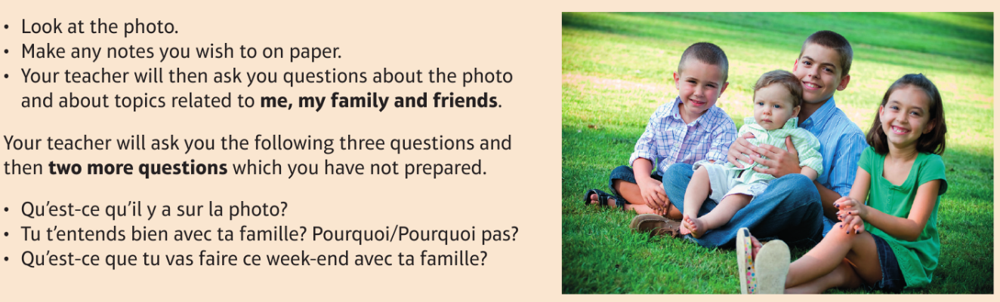 • Look at the photo.
• Make any notes you wish to on paper.
• Your teacher will then ask you questions about the photo
and about topics related to me, my family and friends.
Your teacher will ask you the following three questions and
then two more questions which you have not prepared.
• Qu’est-ce qu’il y a sur la photo?
• Tu t’entends bien avec ta famille? Pourquoi/Pourquoi pas?
• Qu’est-ce que tu vas faire ce week-end avec ta famille?